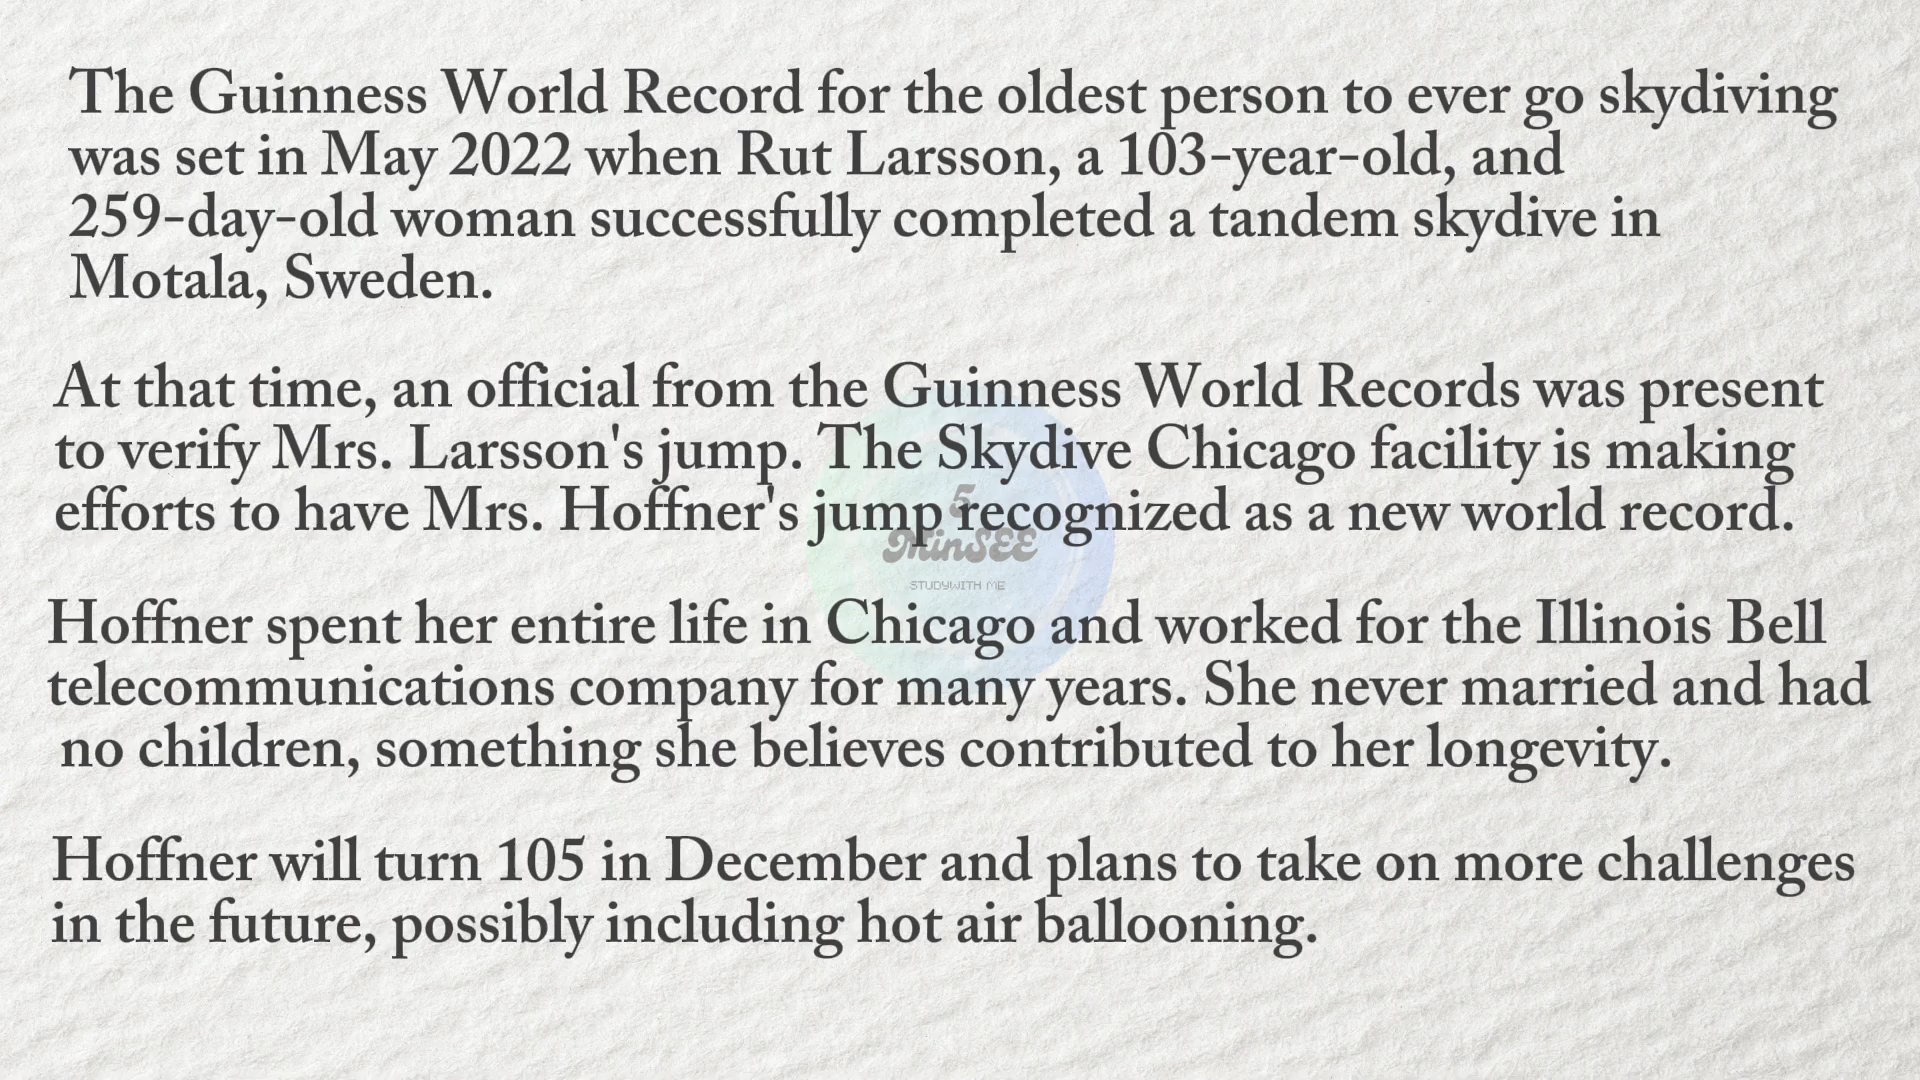 The Guinness World Record for the oldest person to ever go skydiving
was set in May 2022 when Rut Larsson, a 103-year-old, and
259-day-old woman successfully completed a tandem skydive in
Motala, Sweden.
At that time, an official from the Guinness World Records was present
to verify Mrs. Larsson's jump. The Skydive Chicago facility is making
efforts to have Mrs. Hoffner's jump recognized as a new world record.
5
MinSEE
STUDYWITH ME
Hoffner spent her entire life in Chicago and worked for the Illinois Bell
telecommunications company for many years. She never married and had
no children, something she believes contributed to her longevity.
Hoffner will turn 105 in December and plans to take on more challenges
in the future, possibly including hot air ballooning.